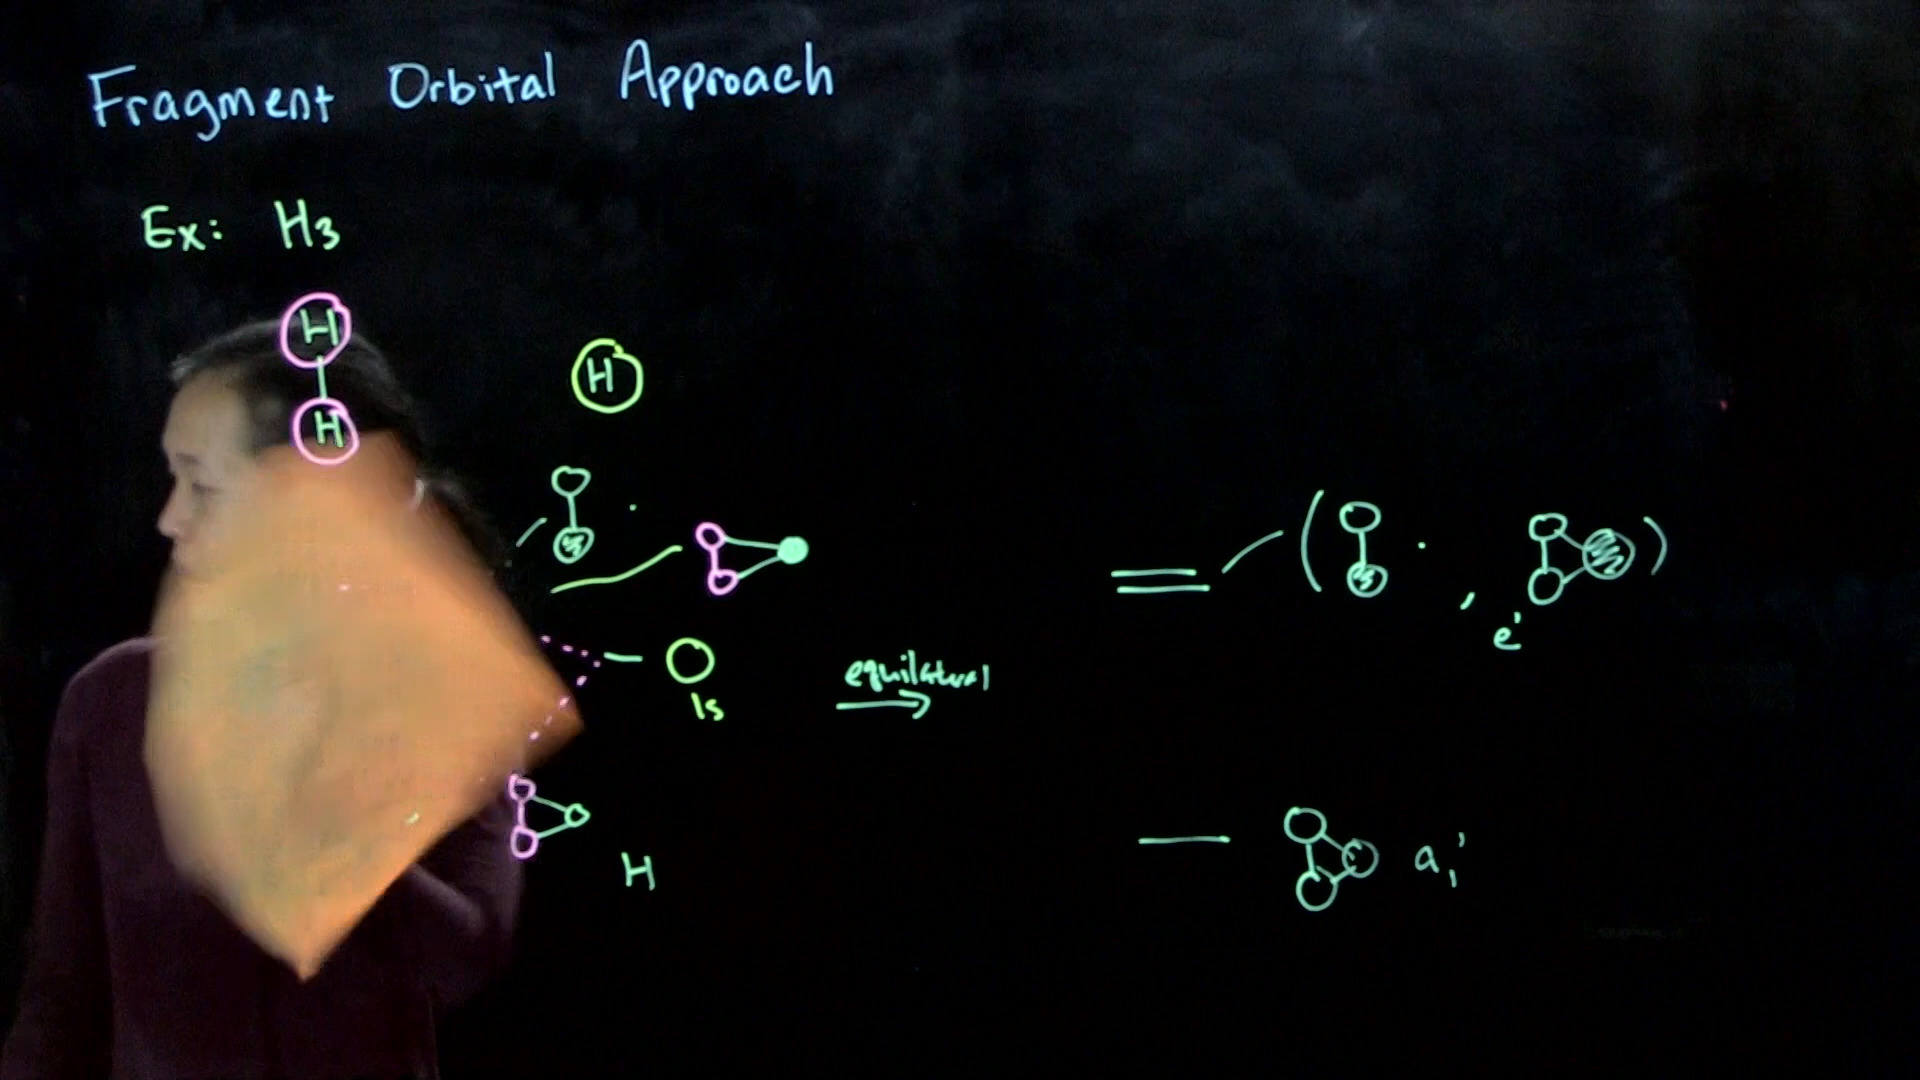 Fragment Orbital Approach
Ex: H3
H
H
H
1s
equilateral
e'
H
a1'